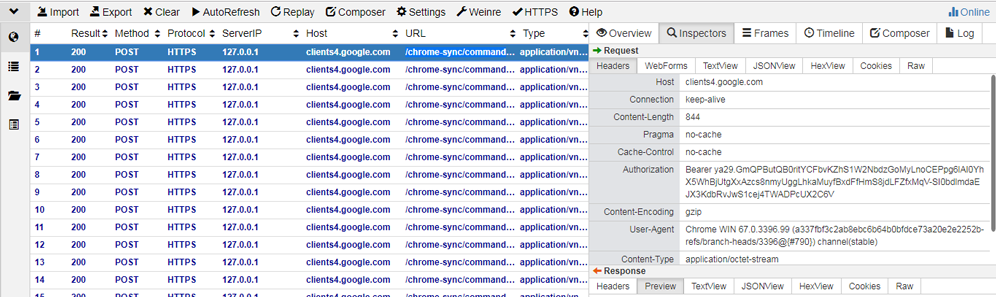 Import Export Clear AutoRefresh Replay Composer Settings Weinre HTTPS Help Online
# Result Method Protocol ServerIP Host URL Type
Overview Inspectors Frames Timeline Composer Log
1 200 POST HTTPS 127.0.0.1 clients4.google.com /chrome-sync/command... application/vn...
2 200 POST HTTPS 127.0.0.1 clients4.google.com /chrome-sync/command... application/vn...
3 200 POST HTTPS 127.0.0.1 clients4.google.com /chrome-sync/command... application/vn...
4 200 POST HTTPS 127.0.0.1 clients4.google.com /chrome-sync/command... application/vn...
5 200 POST HTTPS 127.0.0.1 clients4.google.com /chrome-sync/command... application/vn...
6 200 POST HTTPS 127.0.0.1 clients4.google.com /chrome-sync/command... application/vn...
7 200 POST HTTPS 127.0.0.1 clients4.google.com /chrome-sync/command... application/vn...
8 200 POST HTTPS 127.0.0.1 clients4.google.com /chrome-sync/command... application/vn...
9 200 POST HTTPS 127.0.0.1 clients4.google.com /chrome-sync/command... application/vn...
10 200 POST HTTPS 127.0.0.1 clients4.google.com /chrome-sync/command... application/vn...
11 200 POST HTTPS 127.0.0.1 clients4.google.com /chrome-sync/command... application/vn...
12 200 POST HTTPS 127.0.0.1 clients4.google.com /chrome-sync/command... application/vn...
13 200 POST HTTPS 127.0.0.1 clients4.google.com /chrome-sync/command... application/vn...
14 200 POST HTTPS 127.0.0.1 clients4.google.com /chrome-sync/command... application/vn...
Request
Headers WebForms TextView JSONView HexView Cookies Raw
Host clients4.google.com
Connection keep-alive
Content-Length 844
Pragma no-cache
Cache-Control no-cache
Authorization Bearer
Content-Encoding gzip
User-Agent Chrome WIN 67.0.3396.99 (a337fbf3c2ab8ebc6b64b0bfdce73a20e2e2252b-
refs/branch-heads/3396@{#790}) channel(stable)
Content-Type application/octet-stream
Response
Headers Preview TextView JSONView HexView Cookies Raw